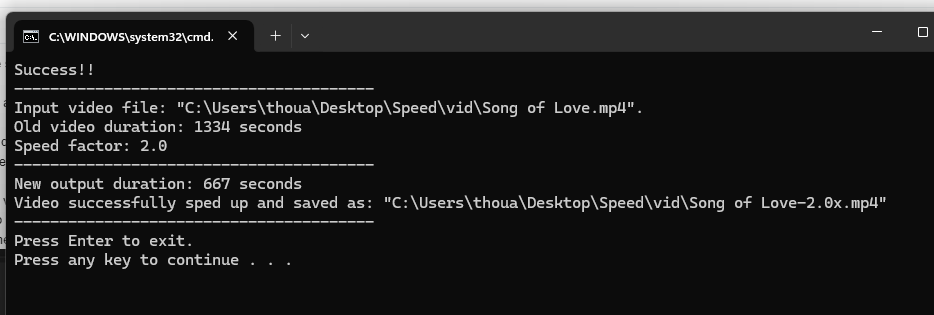 C:\WINDOWS\system32\cmd.
Success!!
---------------------------------------
Input video file: "C:\Users\thoua\Desktop\Speed\vid\Song of Love.mp4".
Old video duration: 1334 seconds
Speed factor: 2.0
---------------------------------------
New output duration: 667 seconds
Video successfully sped up and saved as: "C:\Users\thoua\Desktop\Speed\vid\Song of Love-2.0x.mp4"
---------------------------------------
Press Enter to exit.
Press any key to continue . . .